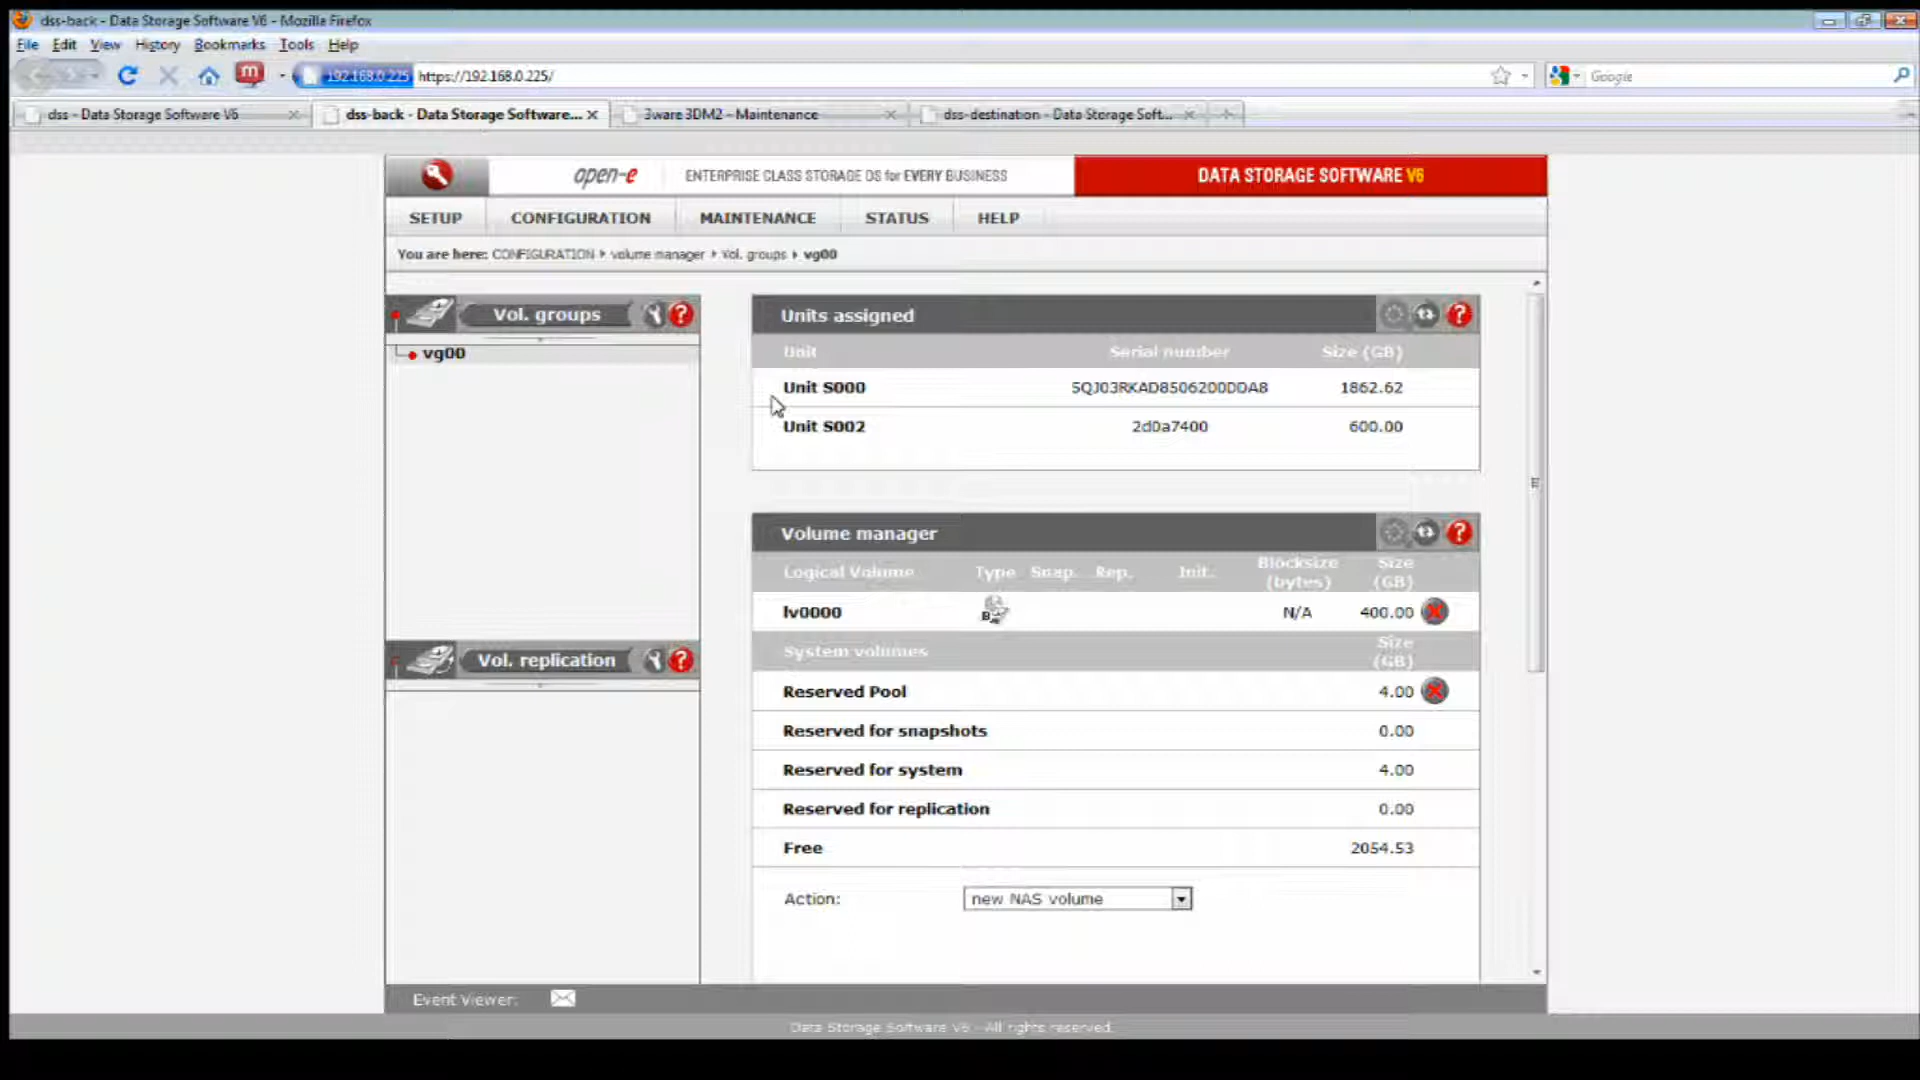 dss-back - Data Storage Software V6 - Mozilla Firefox
File Edit View History Bookmarks Tools Help
192.168.0.225 https://192.168.0.225/ Google
dss - Data Storage Software V6 dss-back - Data Storage Software... 3ware 3DM2 - Maintenance dss-destination - Data Storage Soft...
open-e ENTERPRISE CLASS STORAGE OS for EVERY BUSINESS DATA STORAGE SOFTWARE V6
SETUP CONFIGURATION MAINTENANCE STATUS HELP
You are here: CONFIGURATION volume manager Vol. groups vg00
Vol. groups
vg00
Vol. replication
Units assigned
Unit Serial number Size (GB)
Unit S000 5QJ03RKAD8506200DDA8 1862.62
Unit S002 2d0a7400 600.00
Volume manager
Logical Volume Type Snap. Rep. Init. Blocksize (bytes) Size (GB)
lv0000 N/A 400.00
System volumes Size (GB)
Reserved Pool 4.00
Reserved for snapshots 0.00
Reserved for system 4.00
Reserved for replication 0.00
Free 2054.53
Action: new NAS volume
Event Viewer:
Data Storage Software V6 - All rights reserved.